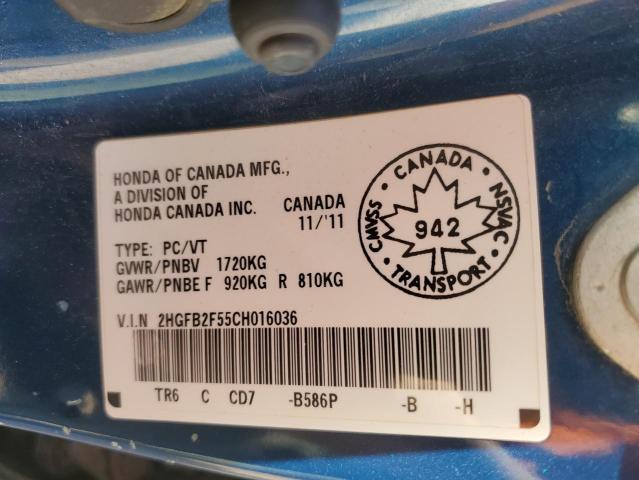 HONDA OF CANADA MFG.,
A DIVISION OF
HONDA CANADA INC. CANADA
11/'11
TYPE: PC/VT
GVWR/PNBV 1720KG
GAWR/PNBE F 920KG R 810KG
V.I.N 2HGFB2F55CH016036
TR6 C CD7 -B586P -B -H
CANADA
CMVSS
NSVAC
942
TRANSPORT